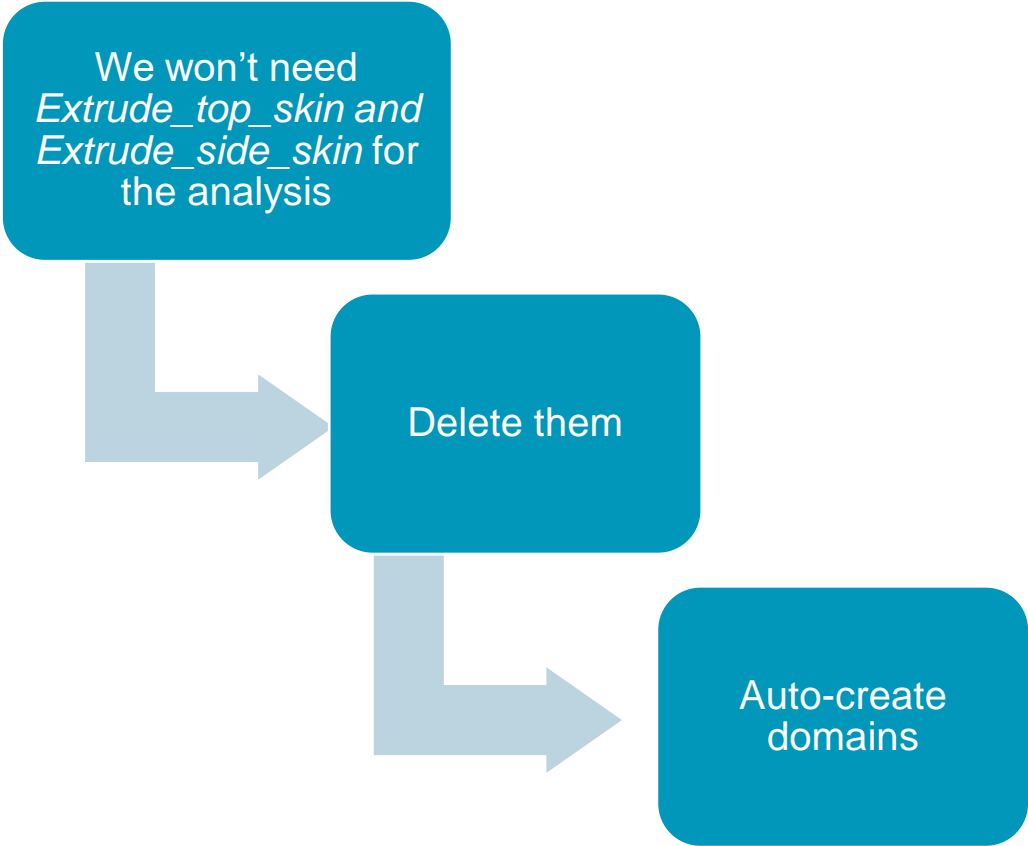 We won’t need
Extrude_top_skin and
Extrude_side_skin for
the analysis
Delete them
Auto-create
domains